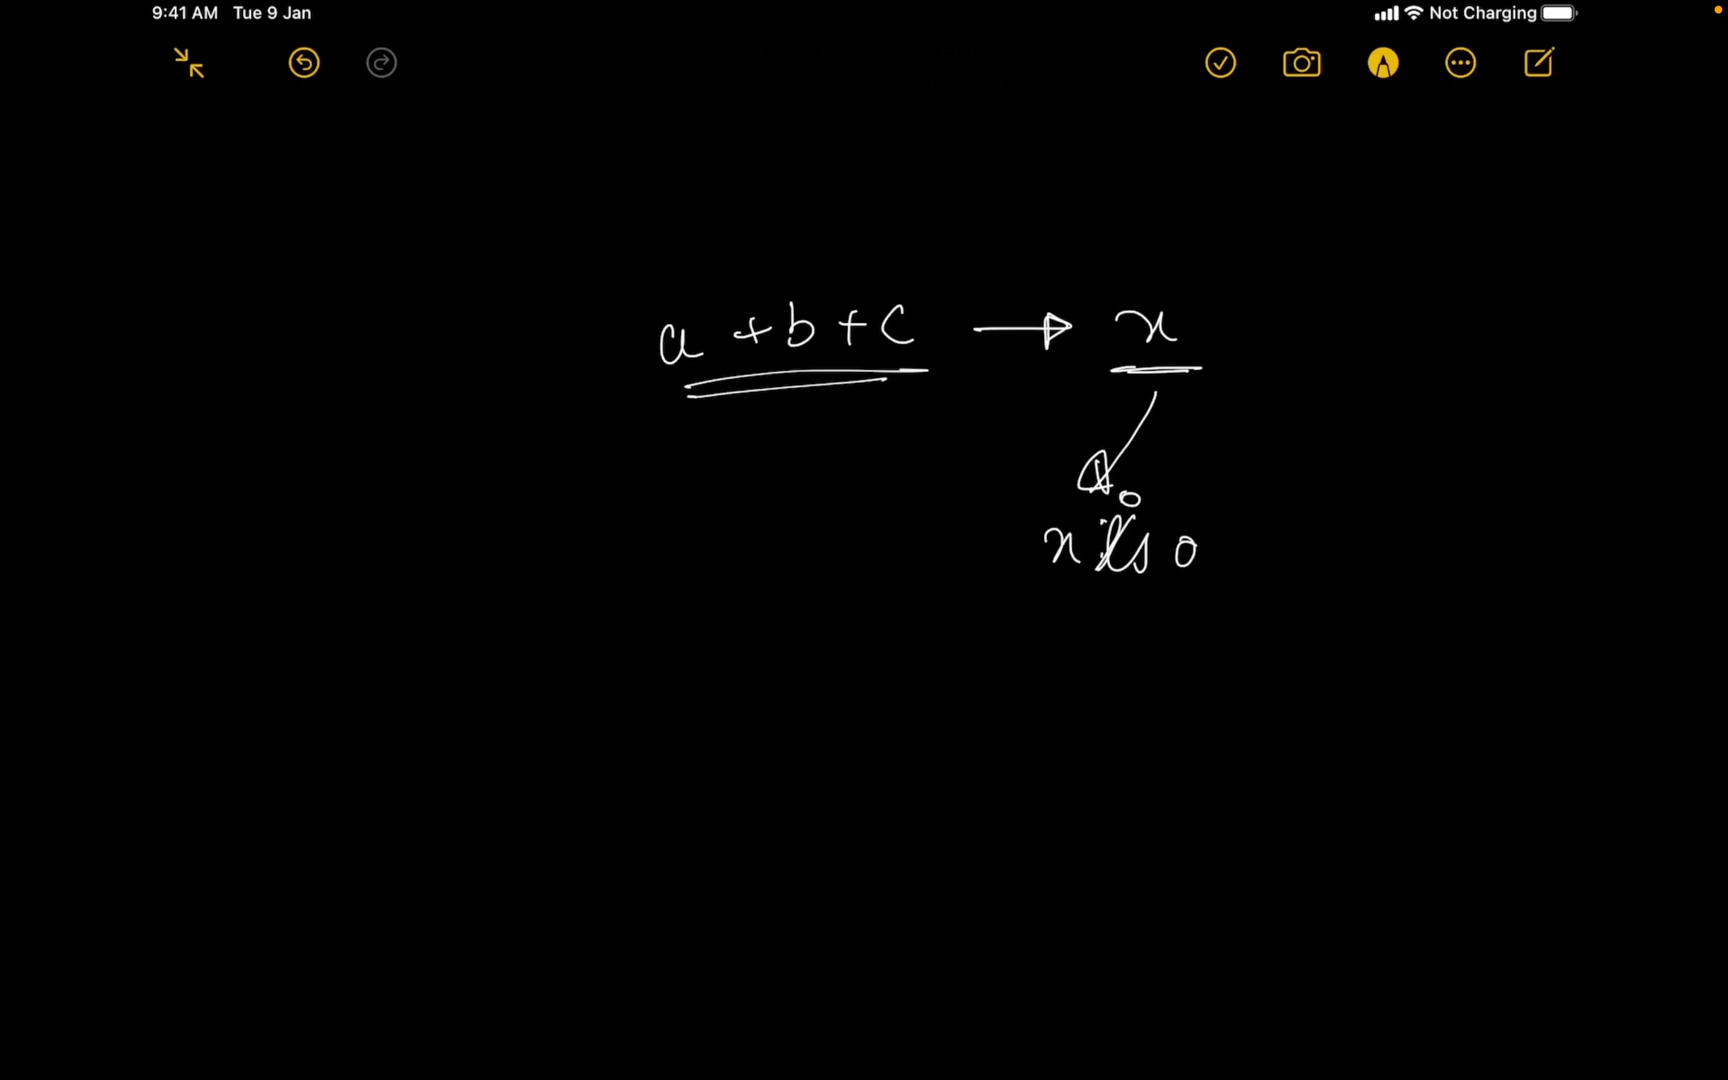 9:41 AM Tue 9 Jan Not Charging
a + b + c → x
x is 0